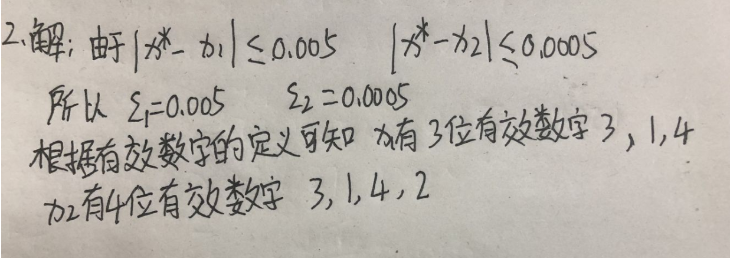 2、解: 由于|x*-x₁|≤0.005 |x*-x₂|≤0.0005
所以 ε₁=0.005 ε₂=0.0005
根据有效数字的定义可知 x₁有3位有效数字 3,1,4
x₂有4位有效数字 3,1,4,2